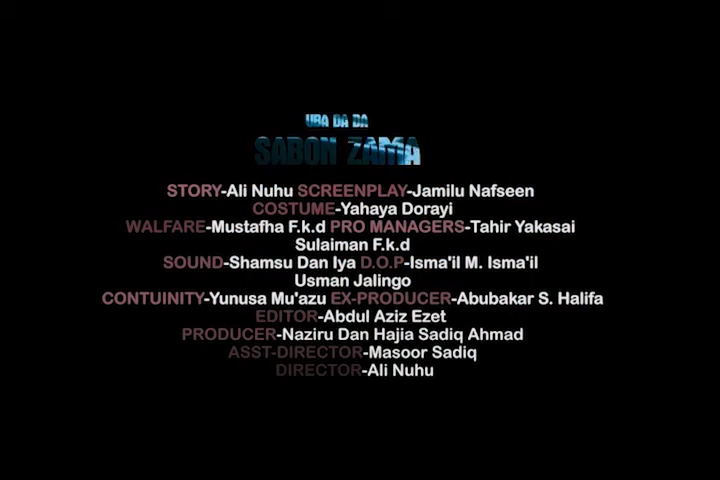 UBA DA DA
SABON ZAMA
STORY-Ali Nuhu SCREENPLAY-Jamilu Nafseen
COSTUME-Yahaya Dorayi
WALFARE-Mustafha F.k.d PRO MANAGERS-Tahir Yakasai
Sulaiman F.k.d
SOUND-Shamsu Dan Iya D.O.P-Isma'il M. Isma'il
Usman Jalingo
CONTUINITY-Yunusa Mu'azu EX-PRODUCER-Abubakar S. Halifa
EDITOR-Abdul Aziz Ezet
PRODUCER-Naziru Dan Hajia Sadiq Ahmad
ASST-DIRECTOR-Masoor Sadiq
DIRECTOR-Ali Nuhu